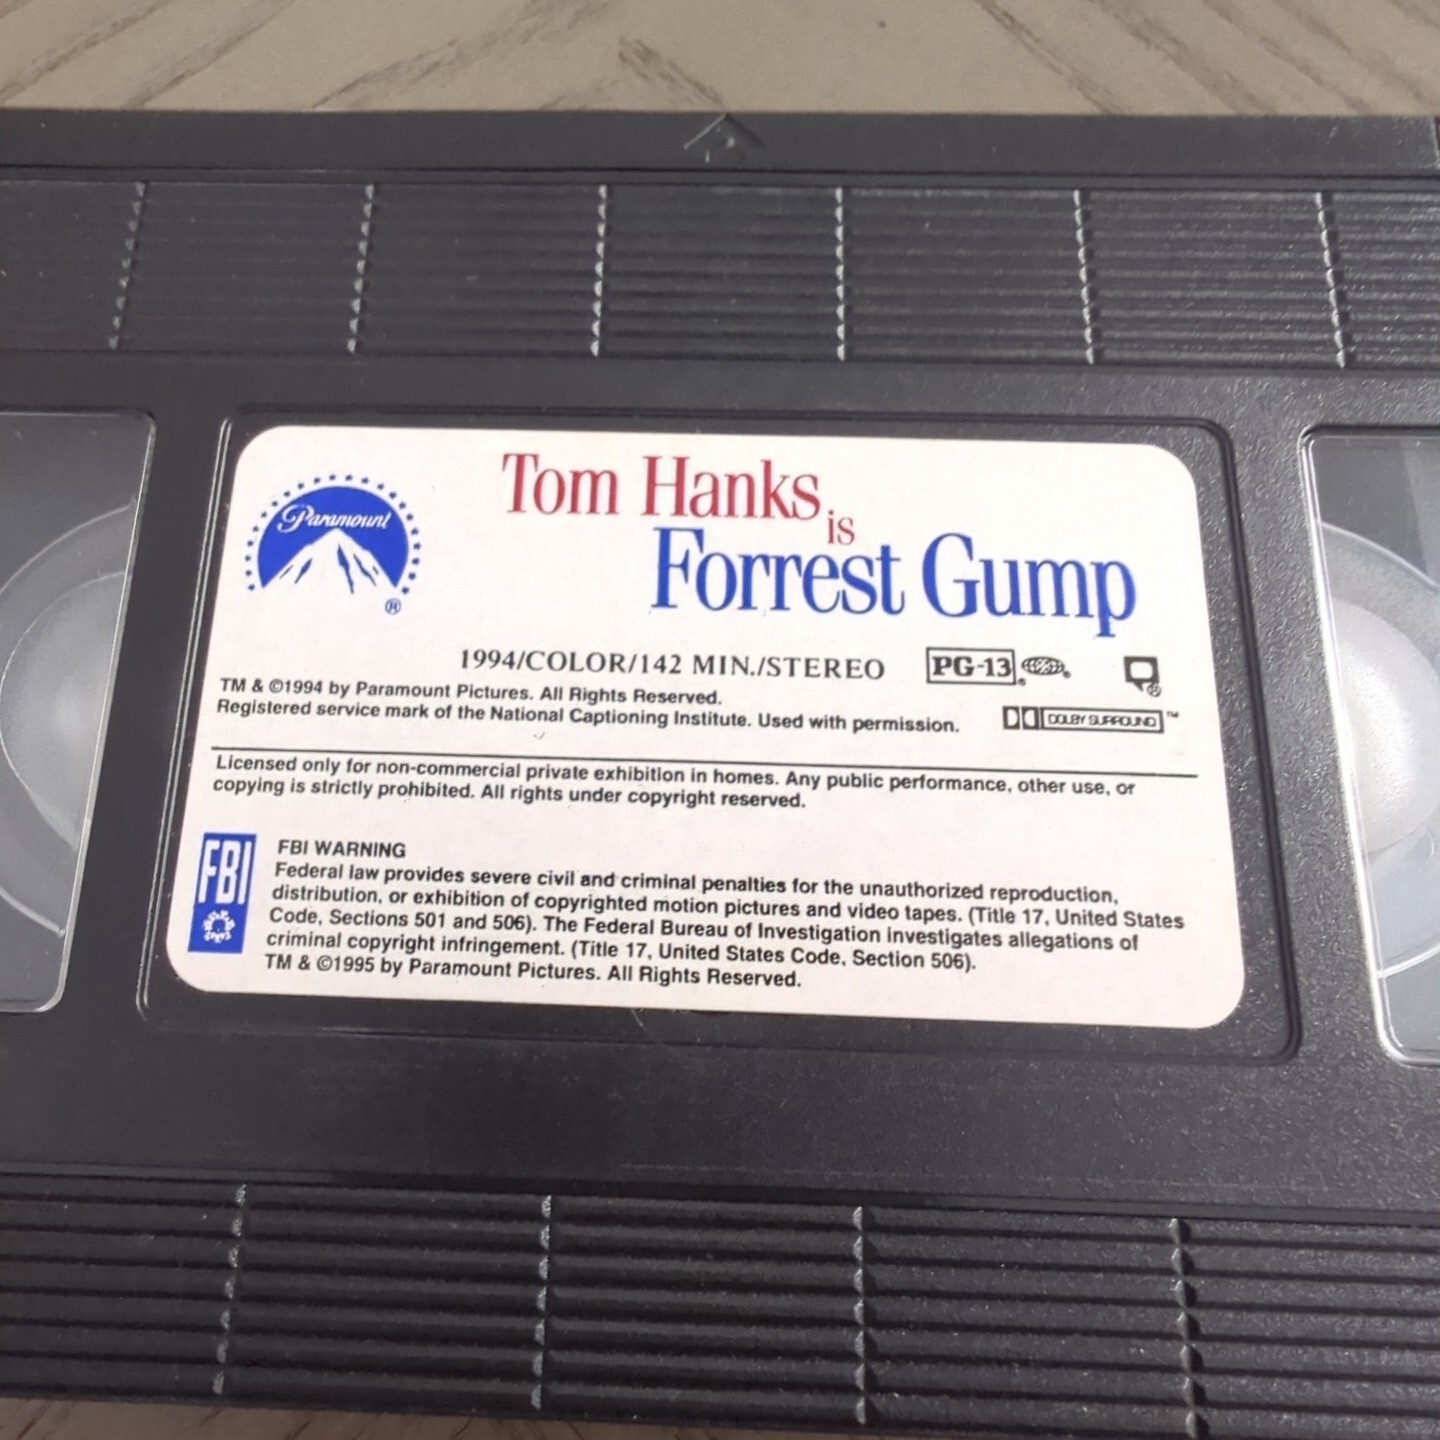 Paramount
®
Tom Hanks
is
Forrest Gump
1994/COLOR/142 MIN./STEREO
PG-13®
®
TM & ©1994 by Paramount Pictures. All Rights Reserved.
Registered service mark of the National Captioning Institute. Used with permission.
DOLBY SURROUND™
Licensed only for non-commercial private exhibition in homes. Any public performance, other use, or
copying is strictly prohibited. All rights under copyright reserved.
FBI
FBI WARNING
Federal law provides severe civil and criminal penalties for the unauthorized reproduction,
distribution, or exhibition of copyrighted motion pictures and video tapes. (Title 17, United States
Code, Sections 501 and 506). The Federal Bureau of Investigation investigates allegations of
criminal copyright infringement. (Title 17, United States Code, Section 506).
TM & ©1995 by Paramount Pictures. All Rights Reserved.